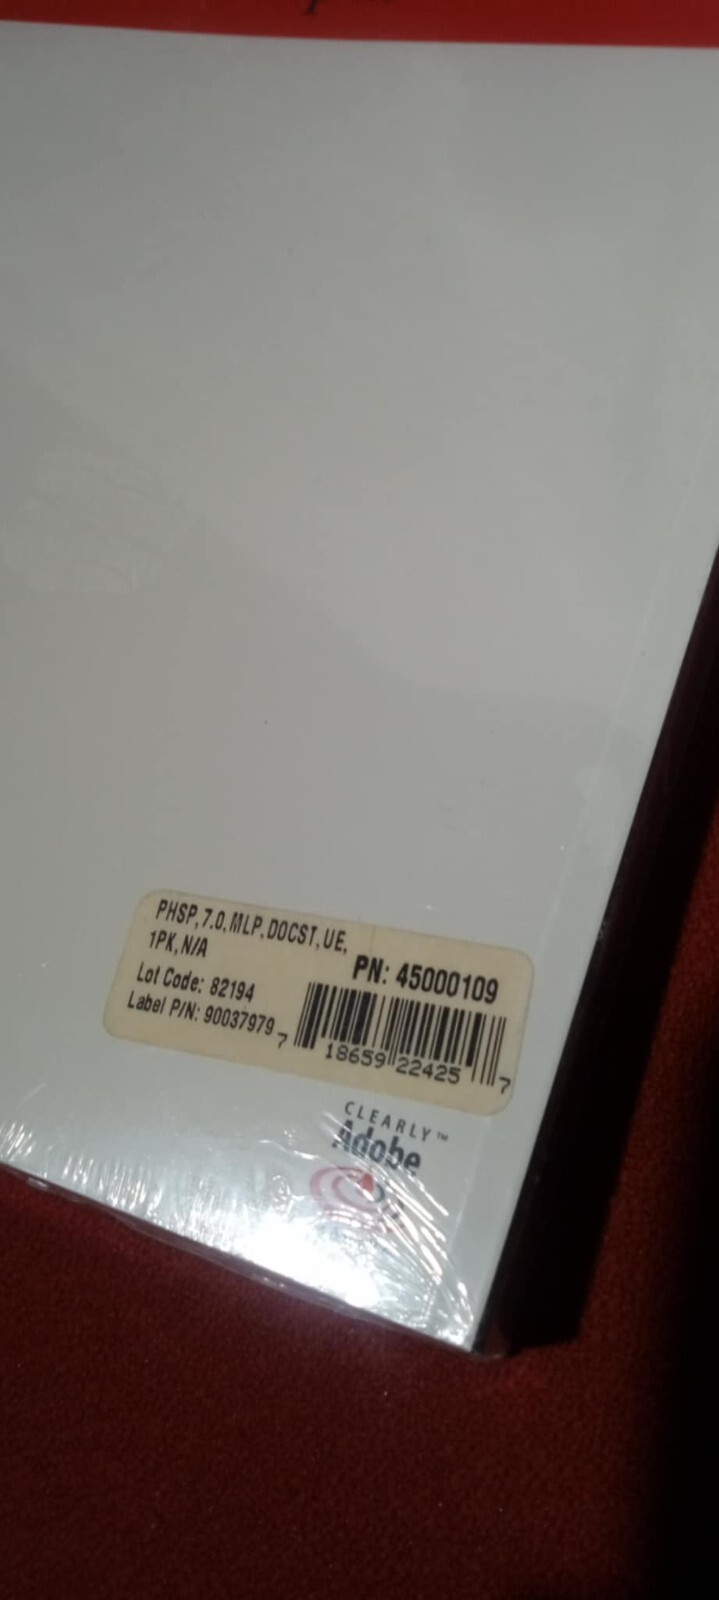 PHSP, 7.0, MLP, DOCST, UE,
1PK, N/A
PN: 45000109
Lot Code: 82194
Label P/N: 90037979
7 18659 22425 7
CLEARLY™
Adobe